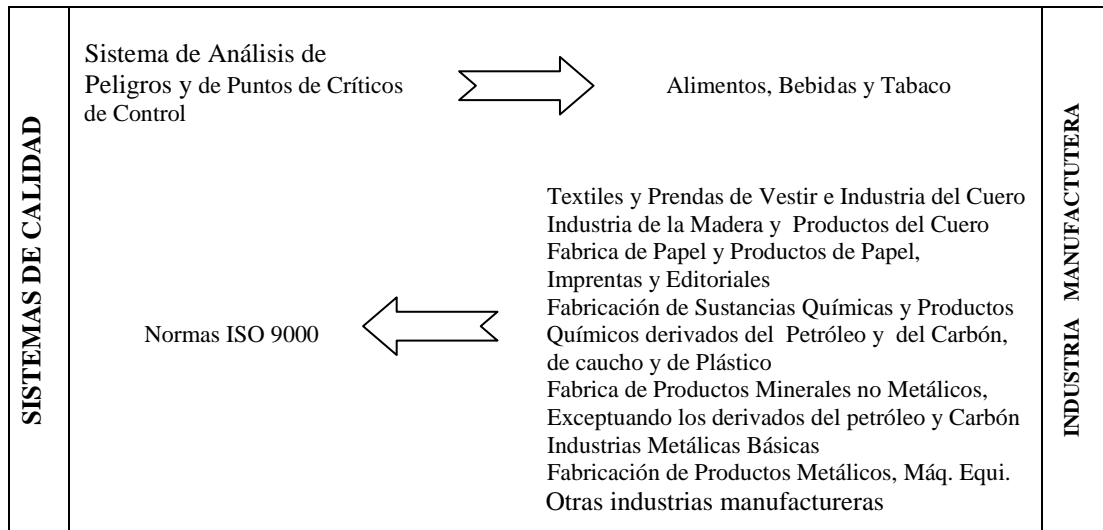 SISTEMAS DE CALIDAD
Sistema de Análisis de
Peligros y de Puntos de Críticos
de Control
Alimentos, Bebidas y Tabaco
Normas ISO 9000
Textiles y Prendas de Vestir e Industria del Cuero
Industria de la Madera y Productos del Cuero
Fabrica de Papel y Productos de Papel,
Imprentas y Editoriales
Fabricación de Sustancias Químicas y Productos
Químicos derivados del Petróleo y del Carbón,
de caucho y de Plástico
Fabrica de Productos Minerales no Metálicos,
Exceptuando los derivados del petróleo y Carbón
Industrias Metálicas Básicas
Fabricación de Productos Metálicos, Máq. Equi.
Otras industrias manufactureras
INDUSTRIA MANUFACTUTERA